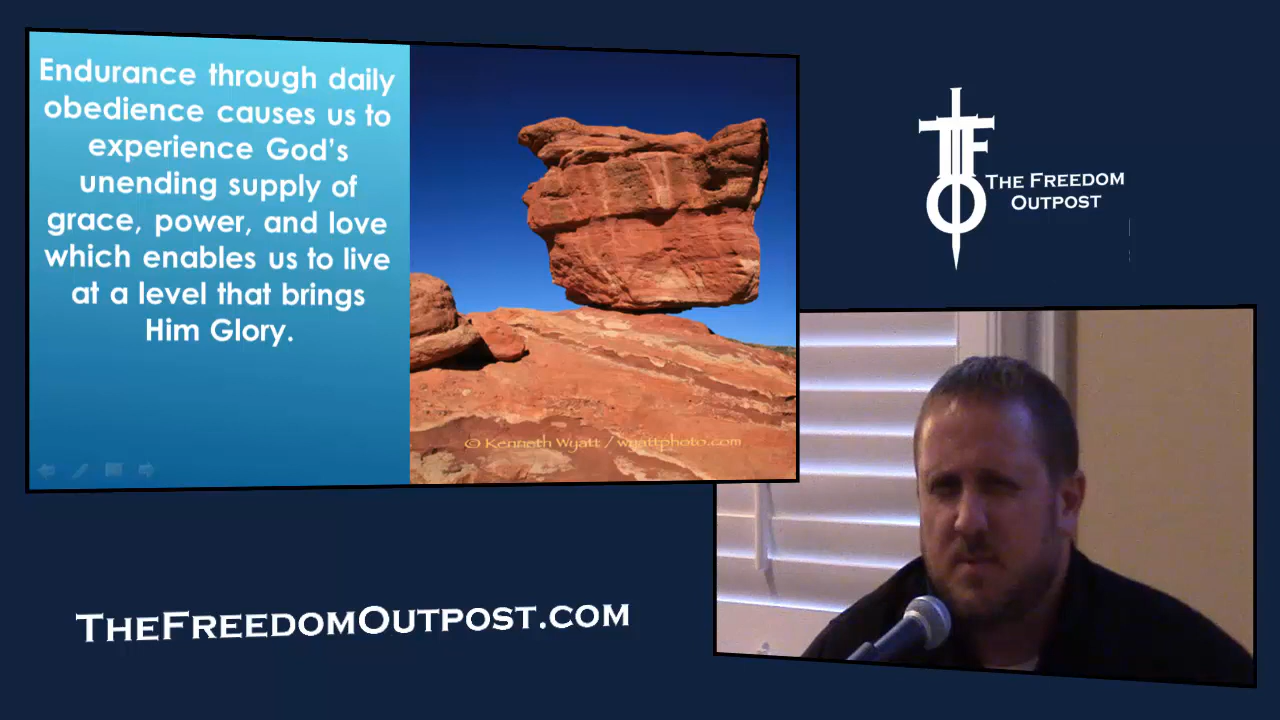 Endurance through daily
obedience causes us to
experience God's
unending supply of
grace, power, and love
which enables us to live
at a level that brings
Him Glory.
© Kenneth Wyatt / wyattphoto.com
TFO
The Freedom
Outpost
TheFreedomOutpost.com